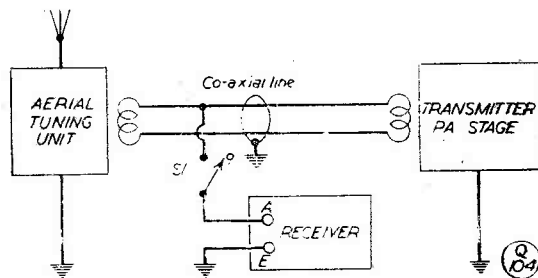 Co-axial line
AERIAL
TUNING
UNIT
TRANSMITTER
PA STAGE
S1
A
RECEIVER
E
Q
104